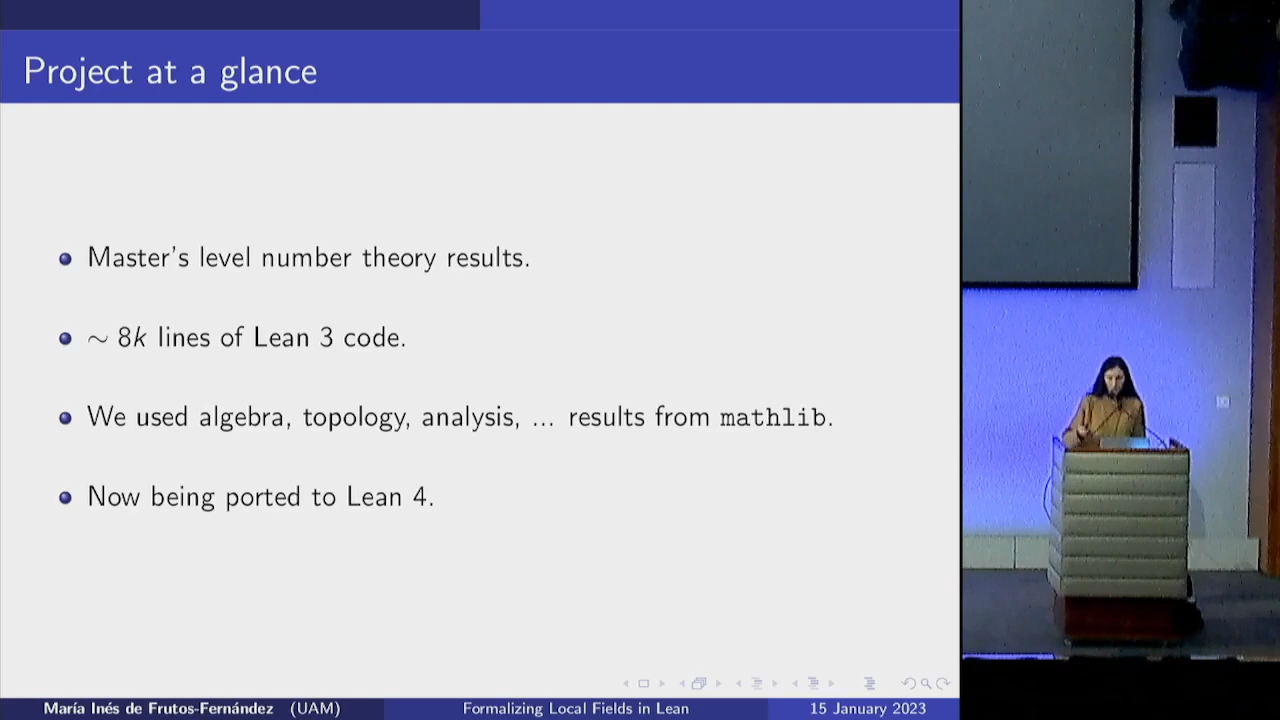 Project at a glance
Master's level number theory results.
∼ 8k lines of Lean 3 code.
We used algebra, topology, analysis, ... results from mathlib.
Now being ported to Lean 4.
María Inés de Frutos-Fernández (UAM)
Formalizing Local Fields in Lean
15 January 2023